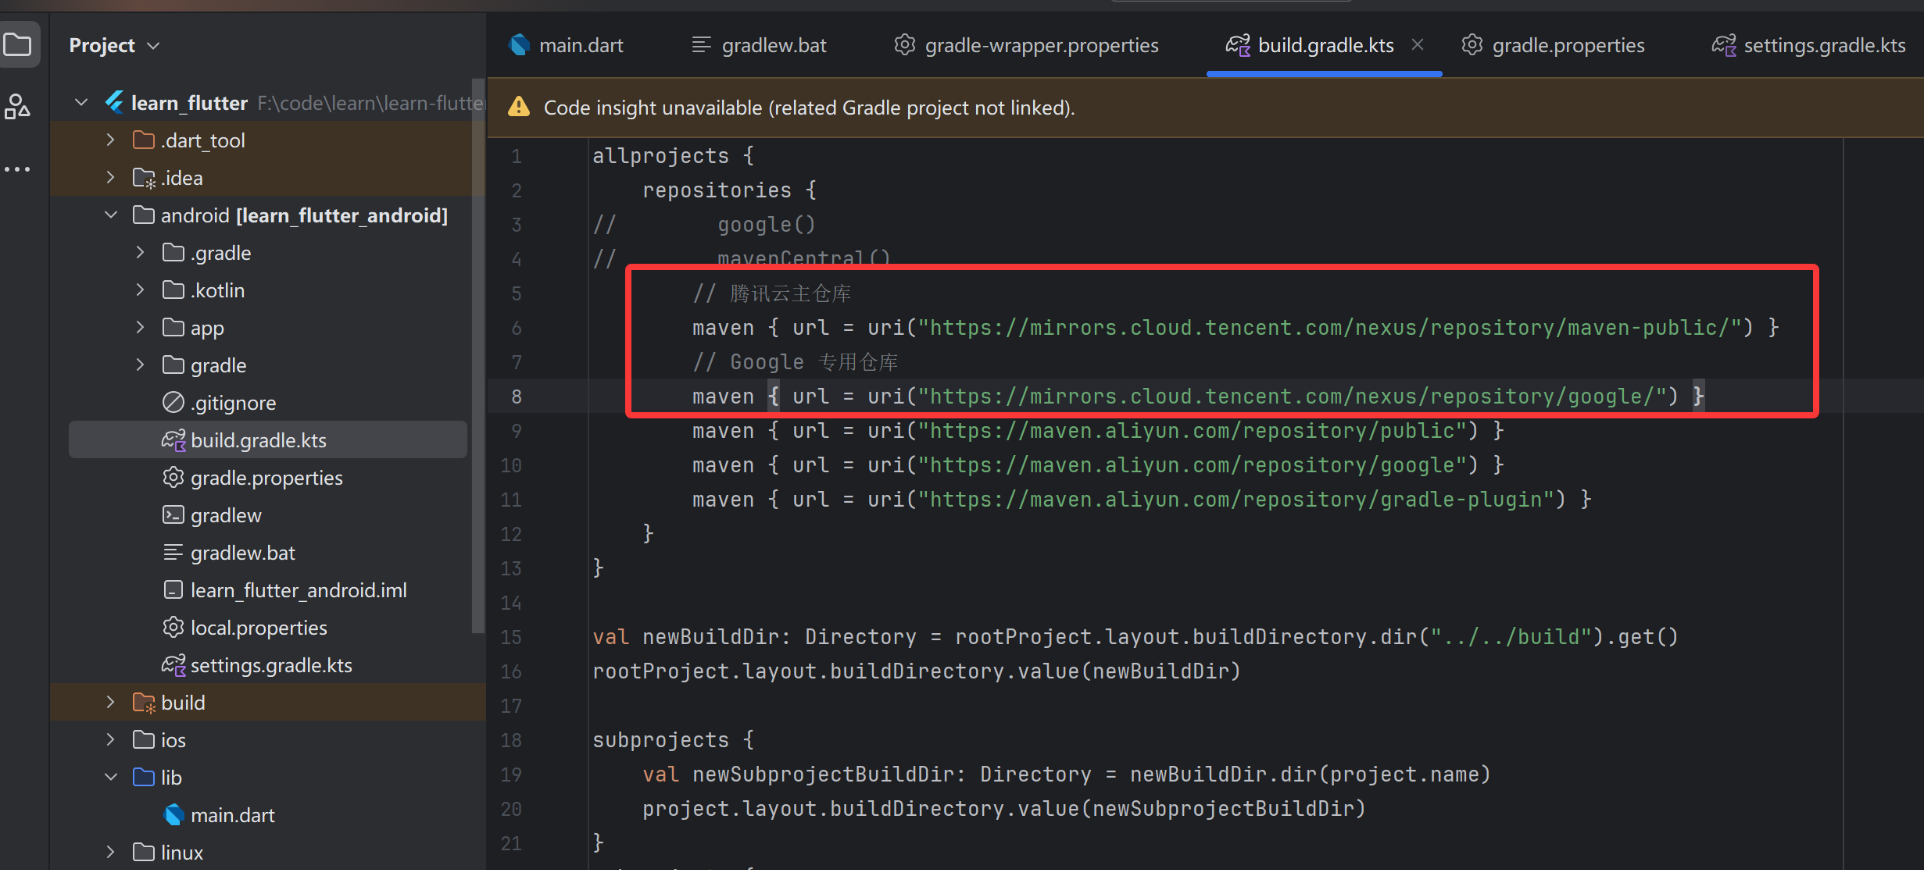 Project
main.dart
gradlew.bat
gradle-wrapper.properties
build.gradle.kts
gradle.properties
settings.gradle.kts
learn_flutter F:\code\learn\learn-flutte
.dart_tool
.idea
android [learn_flutter_android]
.gradle
.kotlin
app
gradle
.gitignore
build.gradle.kts
gradle.properties
gradlew
gradlew.bat
learn_flutter_android.iml
local.properties
settings.gradle.kts
build
ios
lib
main.dart
linux
Code insight unavailable (related Gradle project not linked).
1 allprojects {
2 repositories {
3 // google()
4 // mavenCentral()
5 // 腾讯云主仓库
6 maven { url = uri("https://mirrors.cloud.tencent.com/nexus/repository/maven-public/") }
7 // Google 专用仓库
8 maven { url = uri("https://mirrors.cloud.tencent.com/nexus/repository/google/") }
9 maven { url = uri("https://maven.aliyun.com/repository/public") }
10 maven { url = uri("https://maven.aliyun.com/repository/google") }
11 maven { url = uri("https://maven.aliyun.com/repository/gradle-plugin") }
12 }
13 }
14
15 val newBuildDir: Directory = rootProject.layout.buildDirectory.dir("../../build").get()
16 rootProject.layout.buildDirectory.value(newBuildDir)
17
18 subprojects {
19 val newSubprojectBuildDir: Directory = newBuildDir.dir(project.name)
20 project.layout.buildDirectory.value(newSubprojectBuildDir)
21 }